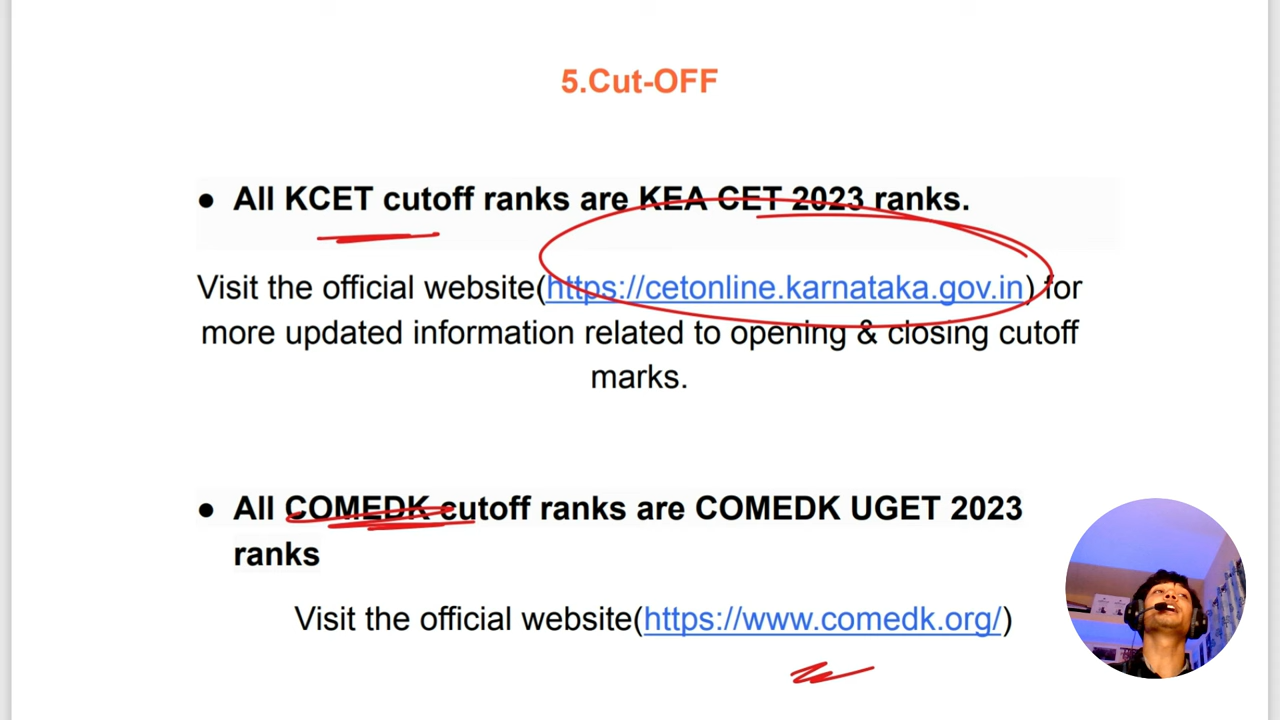 5.Cut-OFF
● All KCET cutoff ranks are KEA CET 2023 ranks.
Visit the official website(https://cetonline.karnataka.gov.in) for
more updated information related to opening & closing cutoff
marks.
● All COMEDK cutoff ranks are COMEDK UGET 2023
ranks
Visit the official website(https://www.comedk.org/)